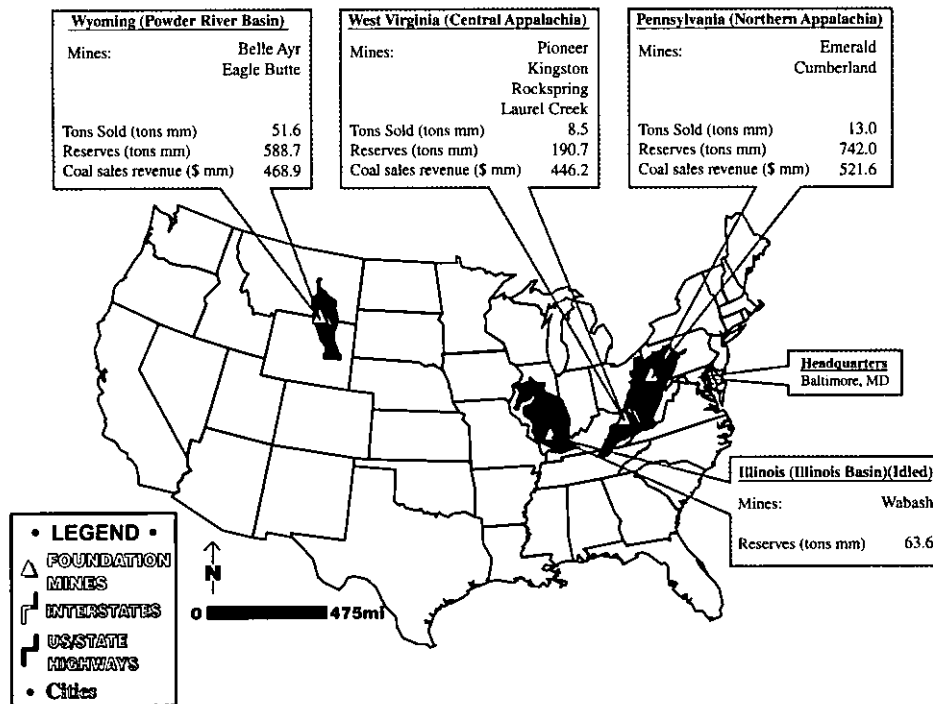 Wyoming (Powder River Basin)
Mines: Belle Ayr
Eagle Butte
Tons Sold (tons mm) 51.6
Reserves (tons mm) 588.7
Coal sales revenue ($ mm) 468.9
West Virginia (Central Appalachia)
Mines: Pioneer
Kingston
Rockspring
Laurel Creek
Tons Sold (tons mm) 8.5
Reserves (tons mm) 190.7
Coal sales revenue ($ mm) 446.2
Pennsylvania (Northern Appalachia)
Mines: Emerald
Cumberland
Tons Sold (tons mm) 13.0
Reserves (tons mm) 742.0
Coal sales revenue ($ mm) 521.6
Headquarters
Baltimore, MD
Illinois (Illinois Basin)(Idled)
Mines: Wabash
Reserves (tons mm) 63.6
• LEGEND •
FOUNDATION
MINES
INTERSTATES
US/STATE
HIGHWAYS
• Cities
N
0 475mi